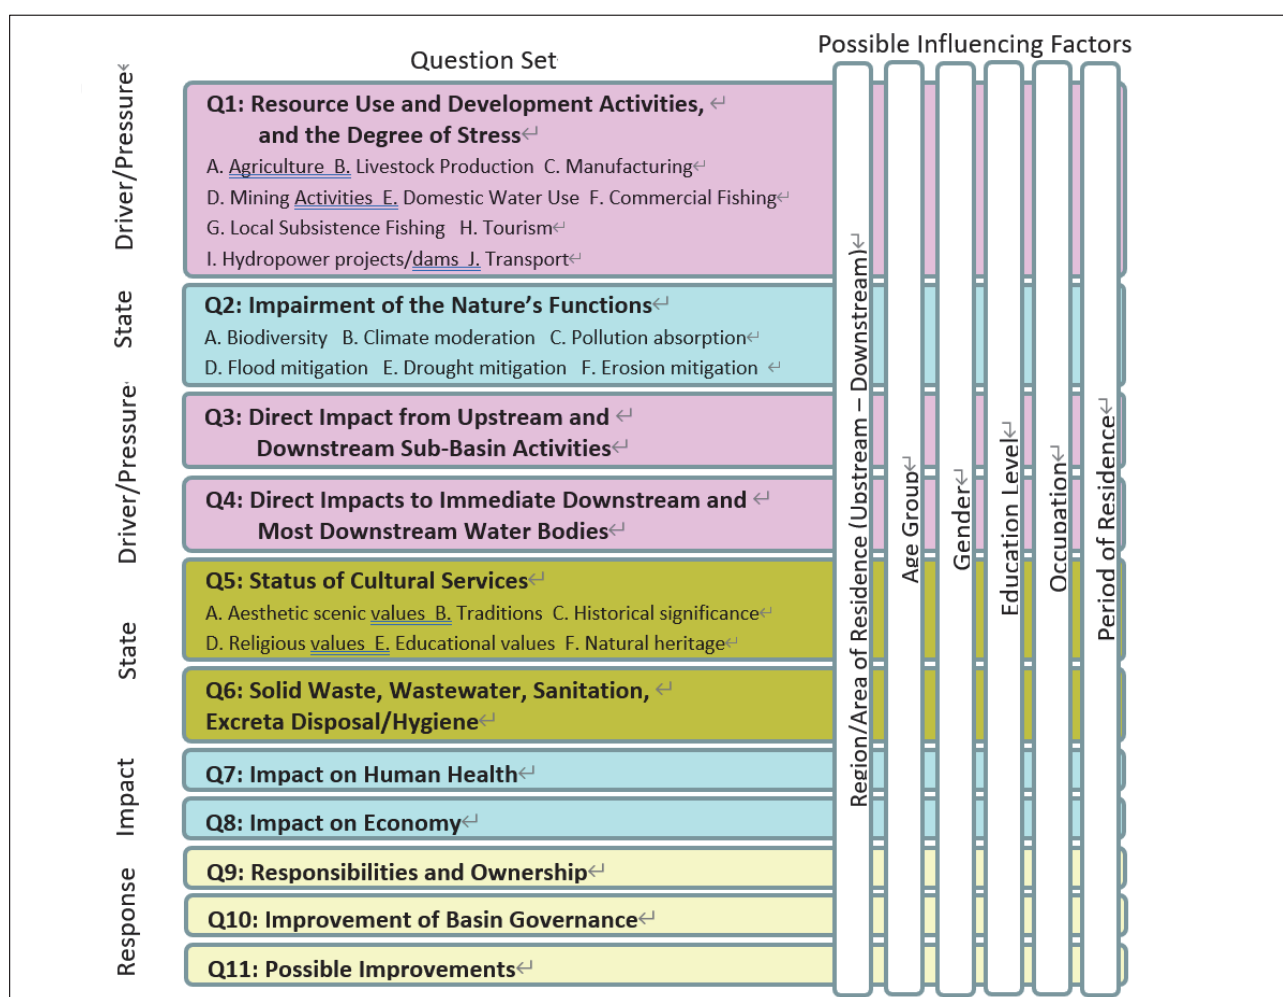 Question Set
Possible Influencing Factors
Driver/Pressure
Q1: Resource Use and Development Activities,
and the Degree of Stress
A. Agriculture B. Livestock Production C. Manufacturing
D. Mining Activities E. Domestic Water Use F. Commercial Fishing
G. Local Subsistence Fishing H. Tourism
I. Hydropower projects/dams J. Transport
State
Q2: Impairment of the Nature's Functions
A. Biodiversity B. Climate moderation C. Pollution absorption
D. Flood mitigation E. Drought mitigation F. Erosion mitigation
Driver/Pressure
Q3: Direct Impact from Upstream and
Downstream Sub-Basin Activities
Q4: Direct Impacts to Immediate Downstream and
Most Downstream Water Bodies
State
Q5: Status of Cultural Services
A. Aesthetic scenic values B. Traditions C. Historical significance
D. Religious values E. Educational values F. Natural heritage
Q6: Solid Waste, Wastewater, Sanitation,
Excreta Disposal/Hygiene
Impact
Q7: Impact on Human Health
Q8: Impact on Economy
Response
Q9: Responsibilities and Ownership
Q10: Improvement of Basin Governance
Q11: Possible Improvements
Region/Area of Residence (Upstream – Downstream)
Age Group
Gender
Education Level
Occupation
Period of Residence